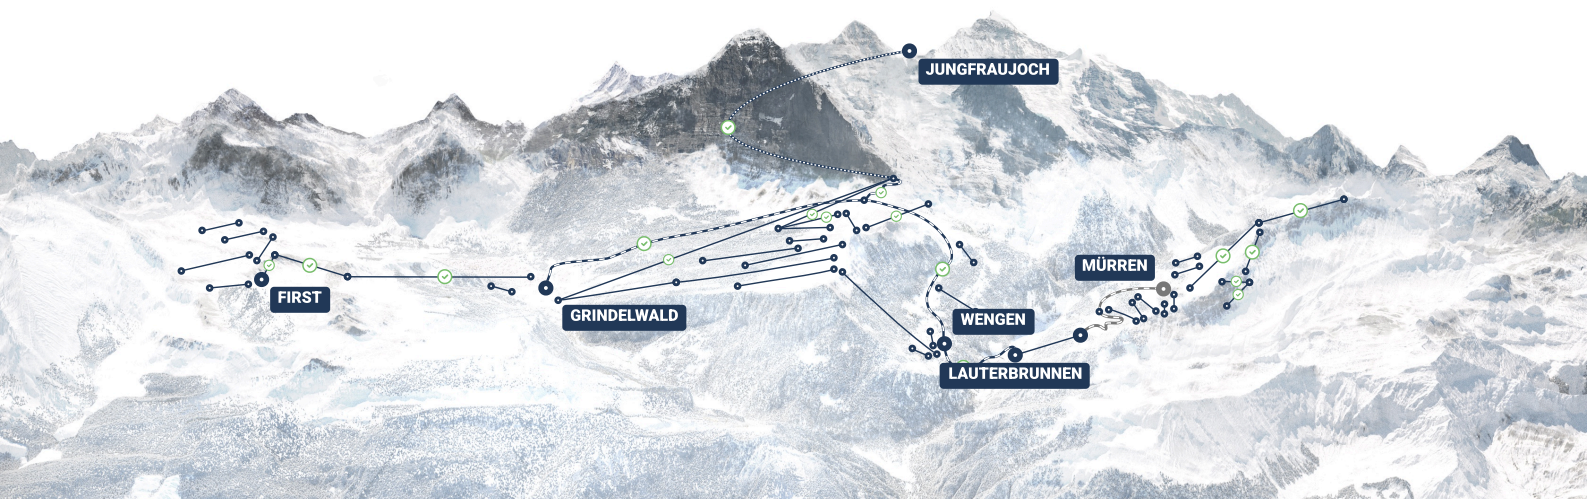 JUNGFRAUJOCH
MÜRREN
FIRST
GRINDELWALD
WENGEN
LAUTERBRUNNEN